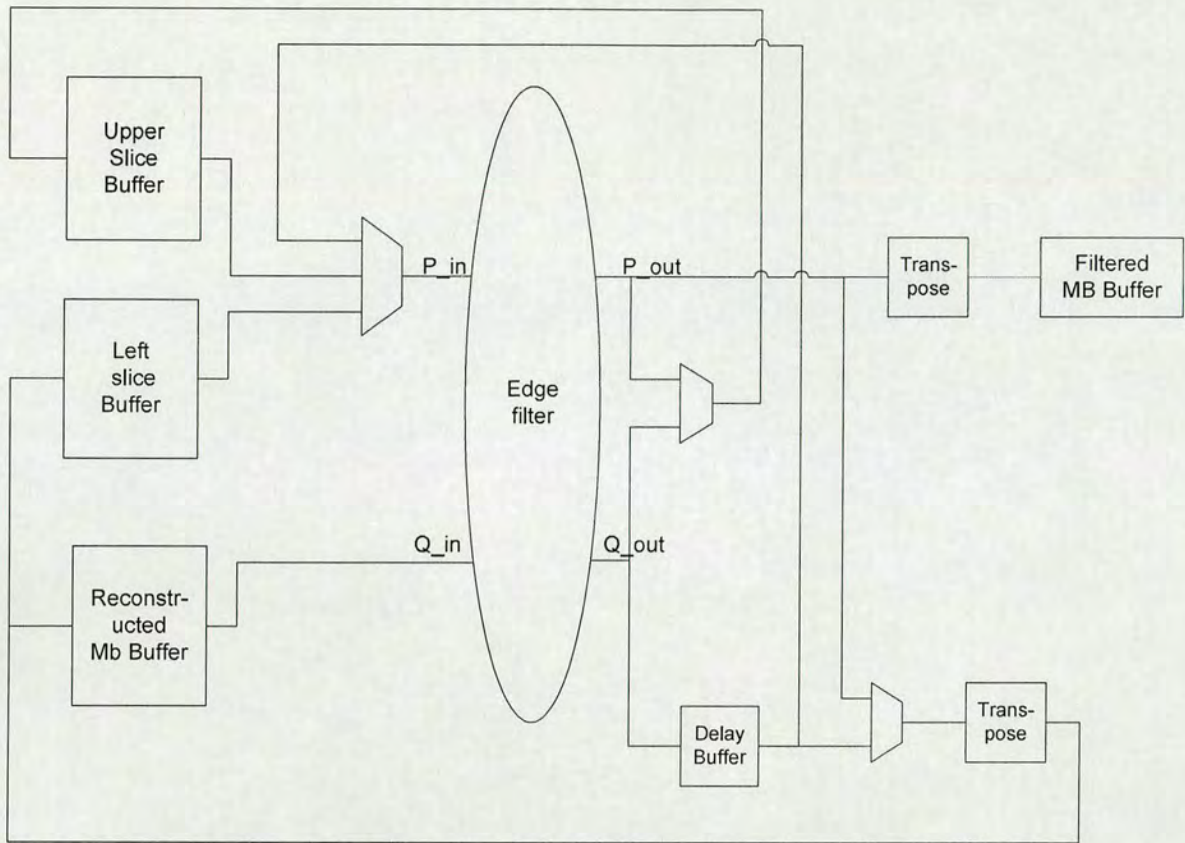 Upper
Slice
Buffer
Left
slice
Buffer
Reconstr-
ucted
Mb Buffer
P_in
Q_in
Edge
filter
P_out
Q_out
Trans-
pose
Filtered
MB Buffer
Delay
Buffer
Trans-
pose